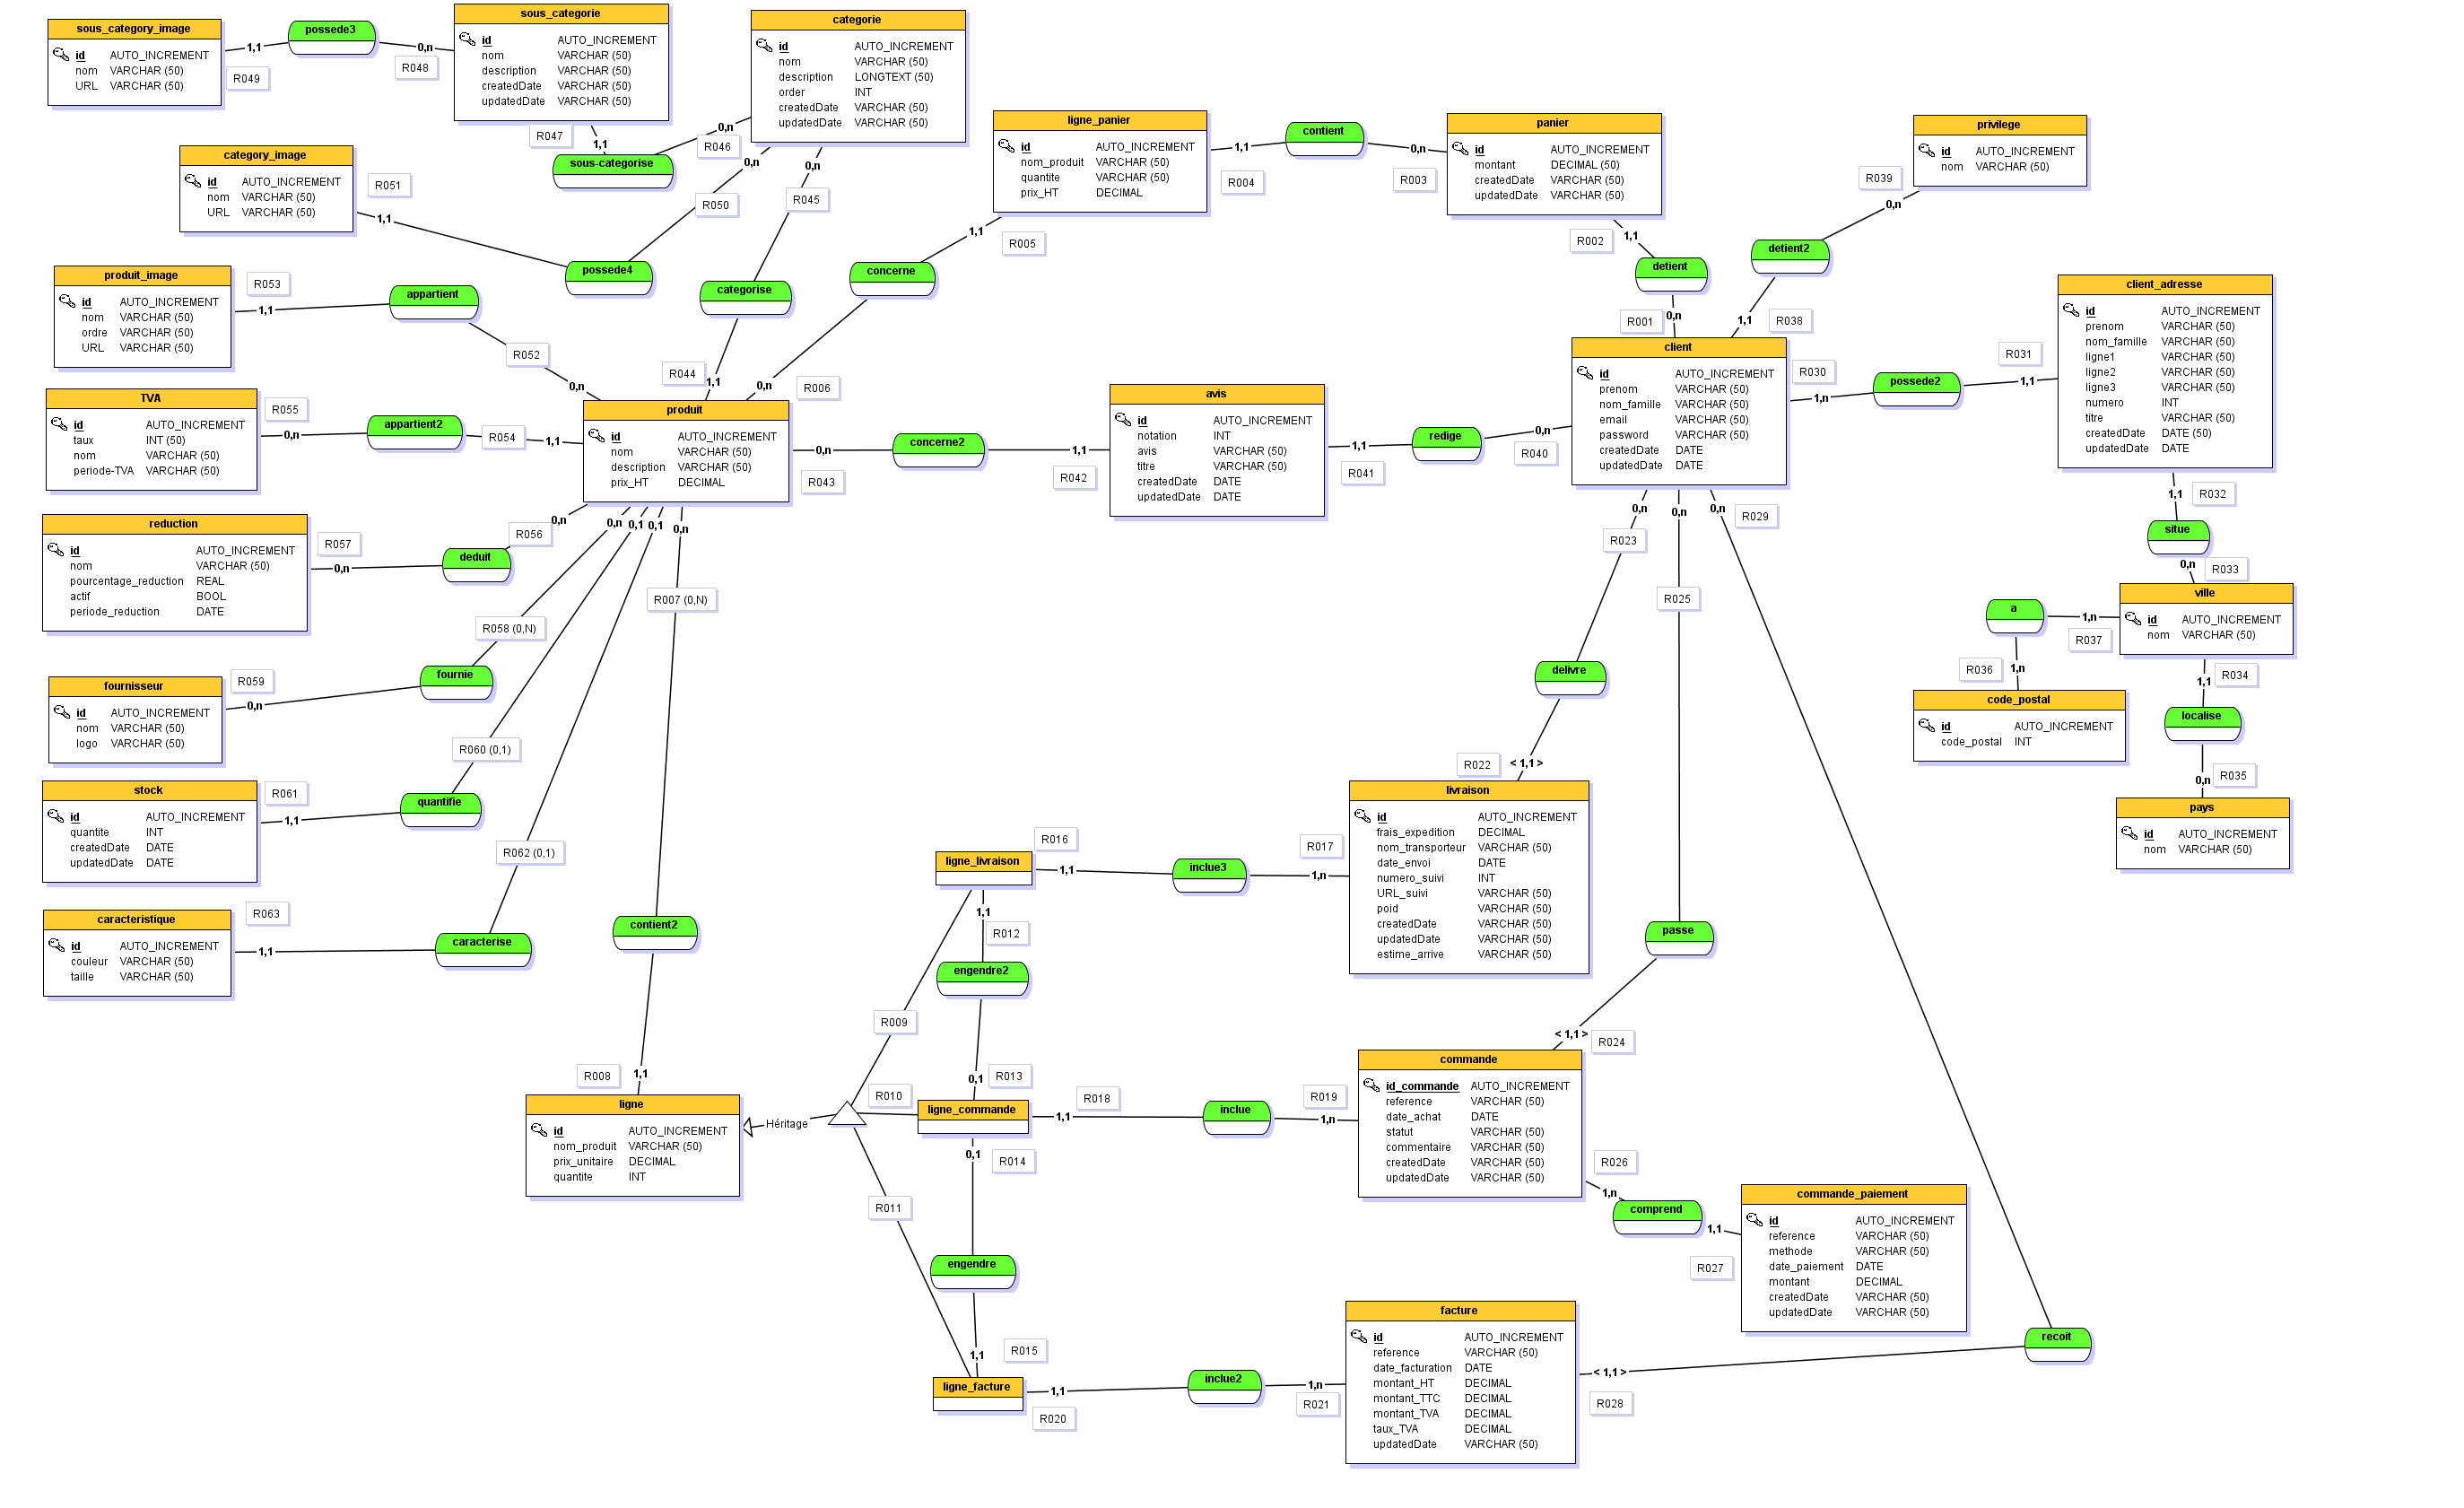 sous_category_image
id AUTO_INCREMENT
nom VARCHAR (50)
URL VARCHAR (50)
1,1
R049
possede3
0,n
R048
sous_categorie
id AUTO_INCREMENT
nom VARCHAR (50)
description VARCHAR (50)
createdDate VARCHAR (50)
updatedDate VARCHAR (50)
R047
1,1
sous-categorise
0,n
R046
categorie
id AUTO_INCREMENT
nom VARCHAR (50)
description LONGTEXT (50)
order INT
createdDate VARCHAR (50)
updatedDate VARCHAR (50)
category_image
id AUTO_INCREMENT
nom VARCHAR (50)
URL VARCHAR (50)
R051
1,1
possede4
0,n
R050
0,n
R045
categorise
R044
1,1
ligne_panier
id AUTO_INCREMENT
nom_produit VARCHAR (50)
quantite VARCHAR (50)
prix_HT DECIMAL
1,1
R004
contient
0,n
R003
panier
id AUTO_INCREMENT
montant DECIMAL (50)
createdDate VARCHAR (50)
updatedDate VARCHAR (50)
1,1
R005
concerne
0,n
R006
R002
1,1
detient
R001
0,n
privilege
id AUTO_INCREMENT
nom VARCHAR (50)
R039
0,n
detient2
1,1
R038
produit_image
id AUTO_INCREMENT
nom VARCHAR (50)
ordre VARCHAR (50)
URL VARCHAR (50)
R053
1,1
appartient
R052
0,n
TVA
id AUTO_INCREMENT
taux INT (50)
nom VARCHAR (50)
periode-TVA VARCHAR (50)
R055
0,n
appartient2
R054
1,1
produit
id AUTO_INCREMENT
nom VARCHAR (50)
description VARCHAR (50)
prix_HT DECIMAL
0,n
R043
concerne2
1,1
R042
avis
id AUTO_INCREMENT
notation INT
avis VARCHAR (50)
titre VARCHAR (50)
createdDate DATE
updatedDate DATE
1,1
R041
redige
0,n
R040
client
id AUTO_INCREMENT
prenom VARCHAR (50)
nom_famille VARCHAR (50)
email VARCHAR (50)
password VARCHAR (50)
createdDate DATE
updatedDate DATE
R030
1,n
possede2
R031
1,1
client_adresse
id AUTO_INCREMENT
prenom VARCHAR (50)
nom_famille VARCHAR (50)
ligne1 VARCHAR (50)
ligne2 VARCHAR (50)
ligne3 VARCHAR (50)
numero INT
titre VARCHAR (50)
createdDate DATE (50)
updatedDate DATE
1,1
R032
situe
0,n
R033
ville
id AUTO_INCREMENT
nom VARCHAR (50)
a
1,n
R037
R036
1,n
code_postal
id AUTO_INCREMENT
code_postal INT
R034
1,1
localise
0,n
R035
pays
id AUTO_INCREMENT
nom VARCHAR (50)
reduction
id AUTO_INCREMENT
nom VARCHAR (50)
pourcentage_reduction REAL
actif BOOL
periode_reduction DATE
R057
0,n
deduit
R056
0,n
fournisseur
id AUTO_INCREMENT
nom VARCHAR (50)
logo VARCHAR (50)
R059
0,n
fournie
R058 (0,N)
0,n
stock
id AUTO_INCREMENT
quantite INT
createdDate DATE
updatedDate DATE
R061
1,1
quantifie
R060 (0,1)
0,1
caracteristique
id AUTO_INCREMENT
couleur VARCHAR (50)
taille VARCHAR (50)
R063
1,1
caracterise
R062 (0,1)
0,1
0,n
R007 (0,N)
contient2
R008
1,1
ligne
id AUTO_INCREMENT
nom_produit VARCHAR (50)
prix_unitaire DECIMAL
quantite INT
Héritage
R009
R010
R011
ligne_livraison
R016
1,1
inclue3
R017
1,n
livraison
id AUTO_INCREMENT
frais_expedition DECIMAL
nom_transporteur VARCHAR (50)
date_envoi DATE
numero_suivi INT
URL_suivi VARCHAR (50)
poid VARCHAR (50)
createdDate VARCHAR (50)
updatedDate VARCHAR (50)
estime_arrive VARCHAR (50)
0,n
R023
delivre
R022
< 1,1 >
0,n
R025
passe
< 1,1 >
R024
0,n
R029
1,1
R012
engendre2
0,1
R013
ligne_commande
1,1
R018
inclue
R019
1,n
commande
id_commande AUTO_INCREMENT
reference VARCHAR (50)
date_achat DATE
statut VARCHAR (50)
commentaire VARCHAR (50)
createdDate VARCHAR (50)
updatedDate VARCHAR (50)
R026
1,n
comprend
1,1
R027
commande_paiement
id AUTO_INCREMENT
reference VARCHAR (50)
methode VARCHAR (50)
date_paiement DATE
montant DECIMAL
createdDate VARCHAR (50)
updatedDate VARCHAR (50)
0,1
R014
engendre
1,1
R015
ligne_facture
1,1
R020
inclue2
1,n
R021
facture
id AUTO_INCREMENT
reference VARCHAR (50)
date_facturation DATE
montant_HT DECIMAL
montant_TTC DECIMAL
montant_TVA DECIMAL
taux_TVA DECIMAL
updatedDate VARCHAR (50)
< 1,1 >
R028
recoit